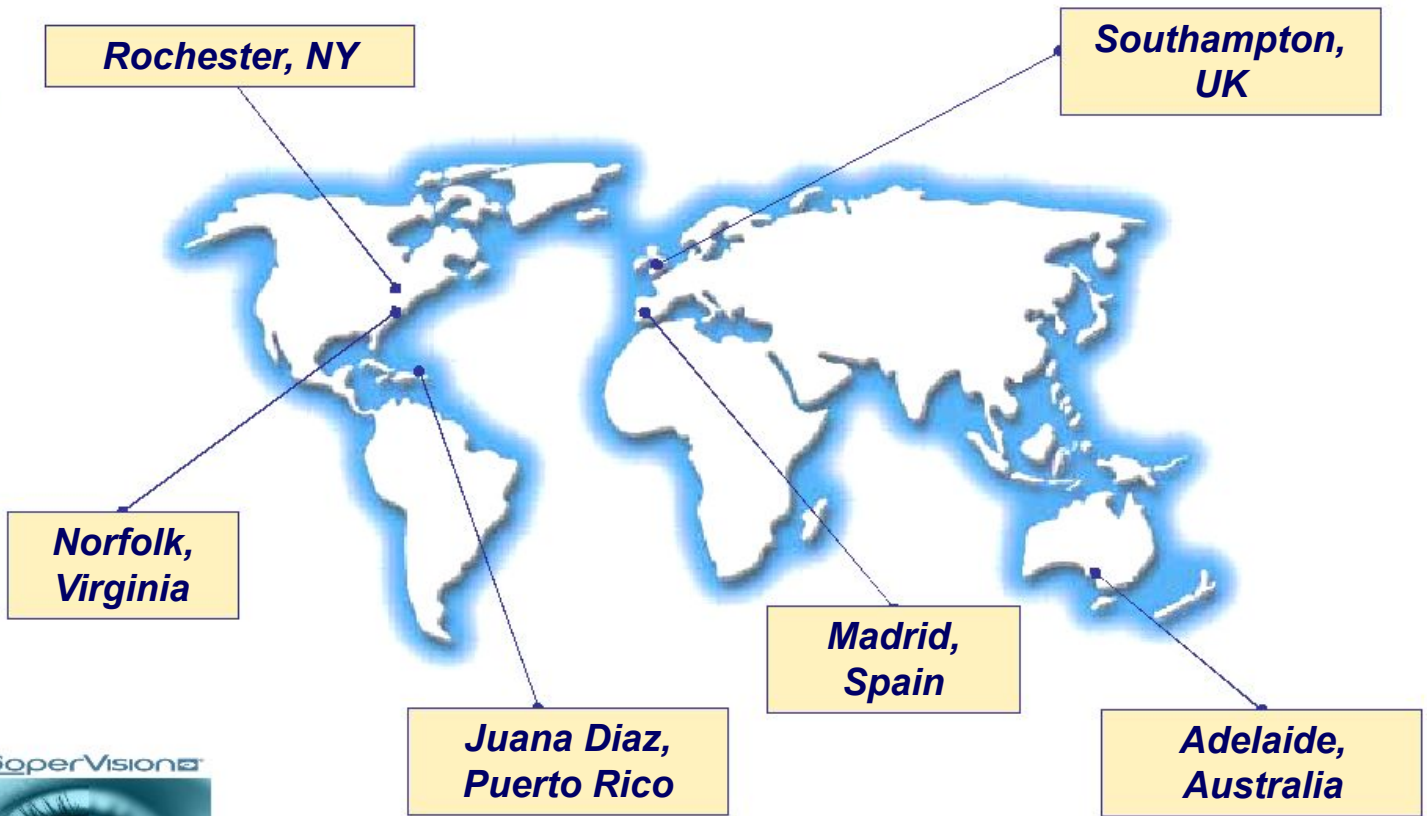 Rochester, NY
Southampton,
UK
Norfolk,
Virginia
Madrid,
Spain
Juana Diaz,
Puerto Rico
Adelaide,
Australia